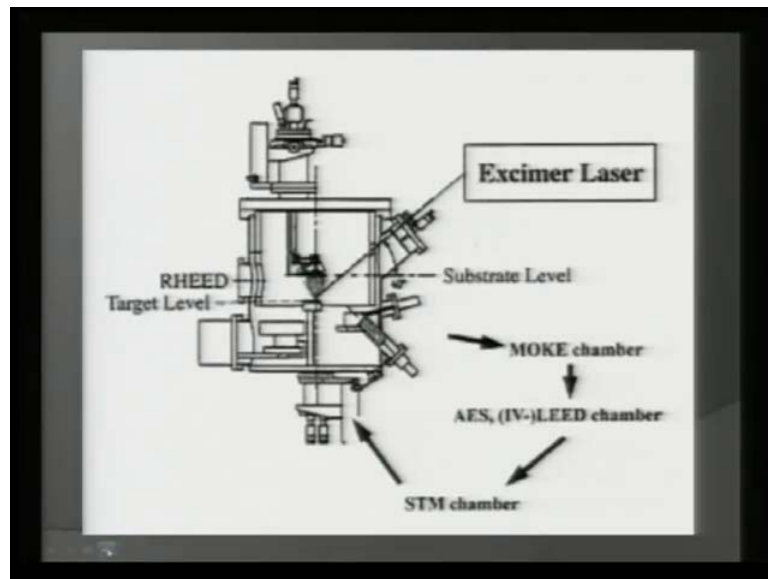 Excimer Laser
RHEED
Substrate Level
Target Level
MOKE chamber
AES, (IV-)LEED chamber
STM chamber